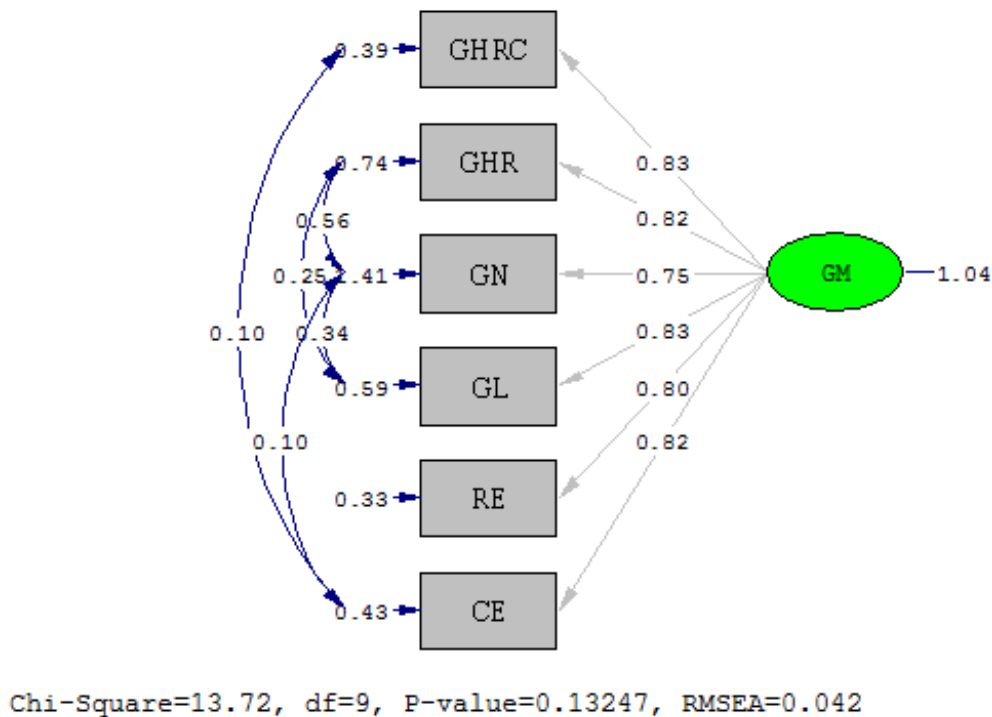 0.39 GHRC
0.74 GHR 0.83
0.56 0.82
0.25 1.41 GN 0.75 GM 1.04
0.10 0.34 0.83
0.59 GL 0.80
0.10 0.82
0.33 RE
0.43 CE
Chi-Square=13.72, df=9, P-value=0.13247, RMSEA=0.042